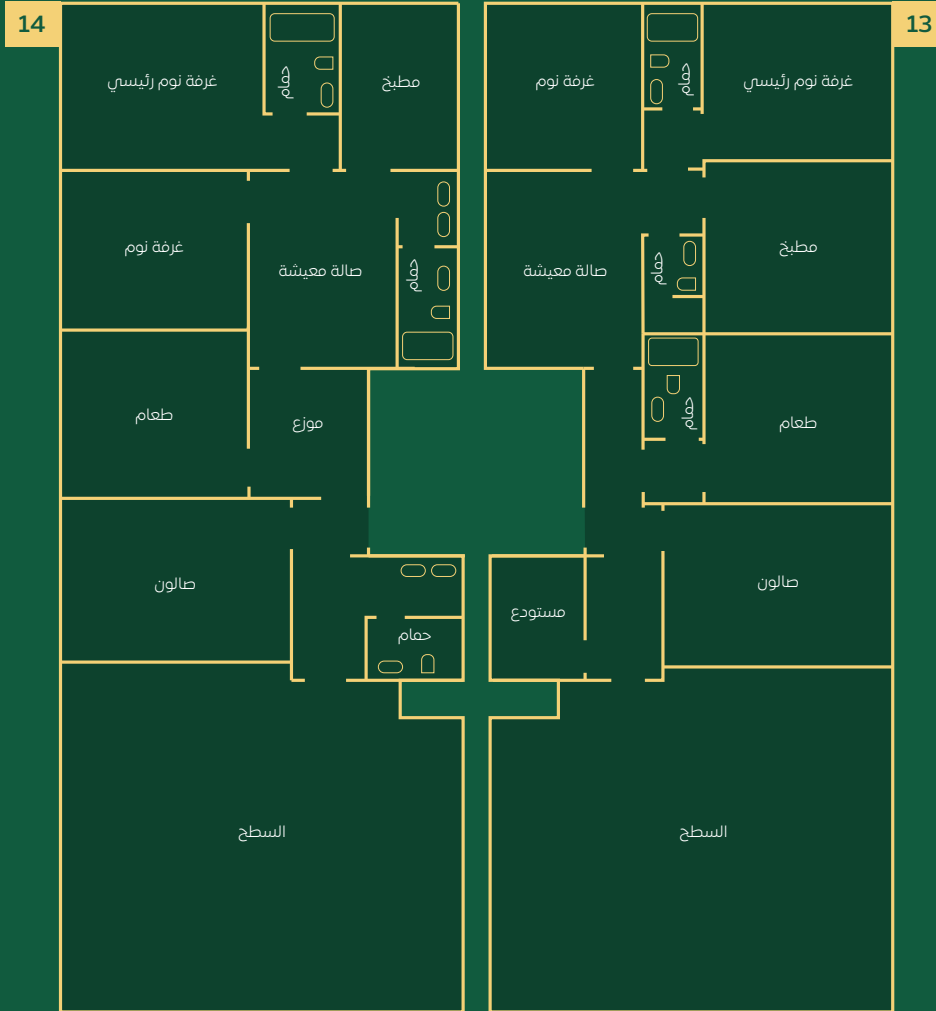 13
14
غرفة نوم رئيسي
حمام
غرفة نوم
مطبخ
حمام
صالة معيشة
حمام
طعام
صالون
مستودع
السطح
مطبخ
حمام
غرفة نوم رئيسي
حمام
صالة معيشة
غرفة نوم
موزع
طعام
صالون
حمام
السطح